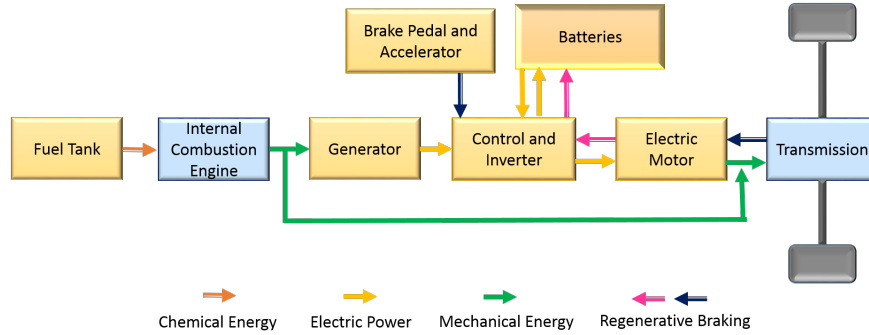 Brake Pedal and
Accelerator
Batteries
Fuel Tank
Internal
Combustion
Engine
Generator
Control and
Inverter
Electric
Motor
Transmission
Chemical Energy
Electric Power
Mechanical Energy
Regenerative Braking